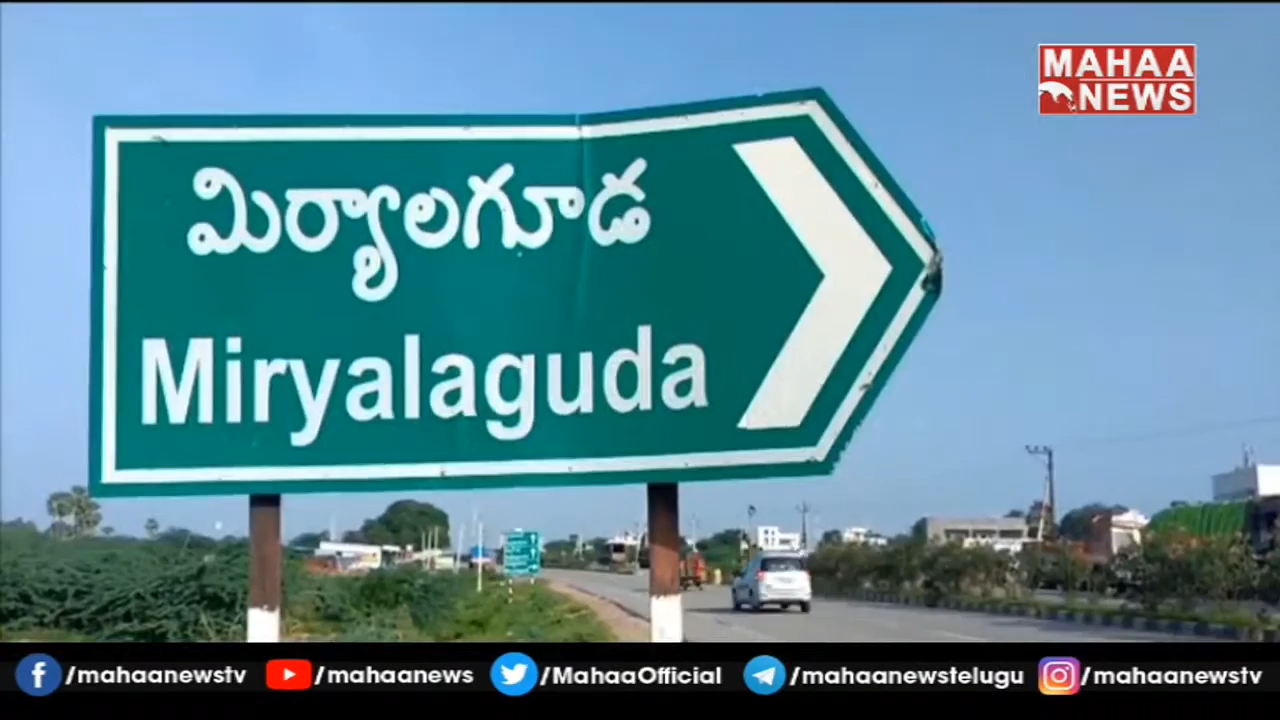 MAHAA
NEWS
మిర్యాలగూడ
Miryalaguda
/mahaanewstv /mahaanews /MahaaOfficial /mahaanewstelugu /mahaanewstv